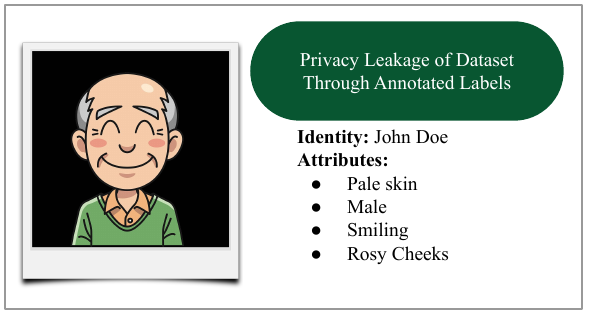 Privacy Leakage of Dataset
Through Annotated Labels
Identity: John Doe
Attributes:
● Pale skin
● Male
● Smiling
● Rosy Cheeks